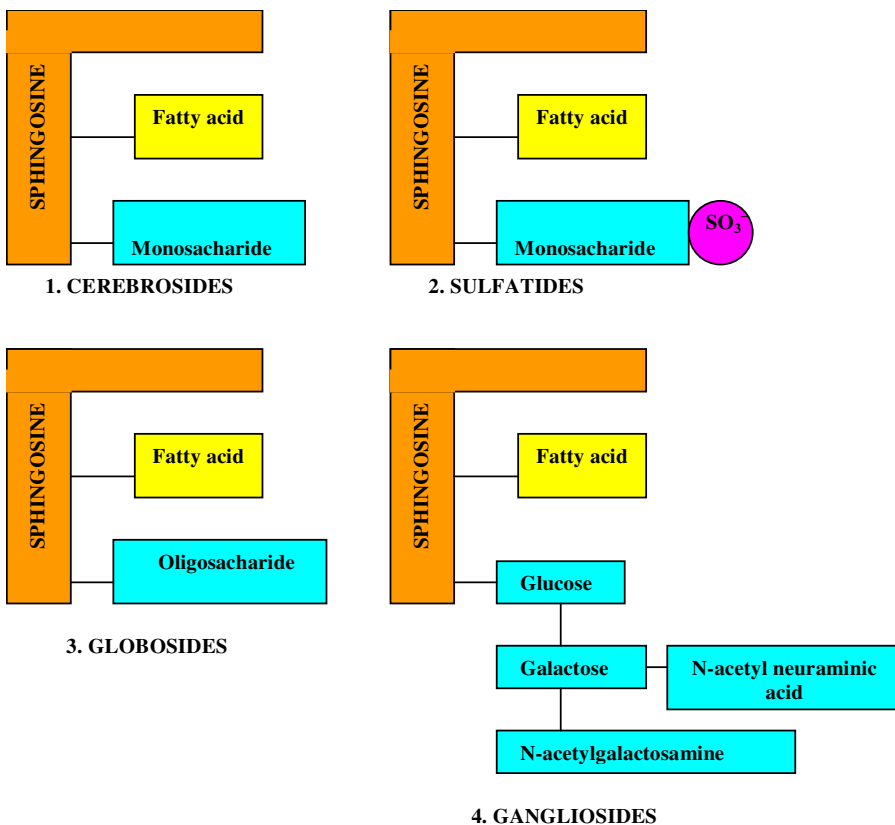 SPHINGOSINE
Fatty acid
Monosacharide
1. CEREBROSIDES
SPHINGOSINE
Fatty acid
Monosacharide
SO₃⁻
2. SULFATIDES
SPHINGOSINE
Fatty acid
Oligosacharide
3. GLOBOSIDES
SPHINGOSINE
Fatty acid
Glucose
Galactose
N-acetyl neuraminic
acid
N-acetylgalactosamine
4. GANGLIOSIDES